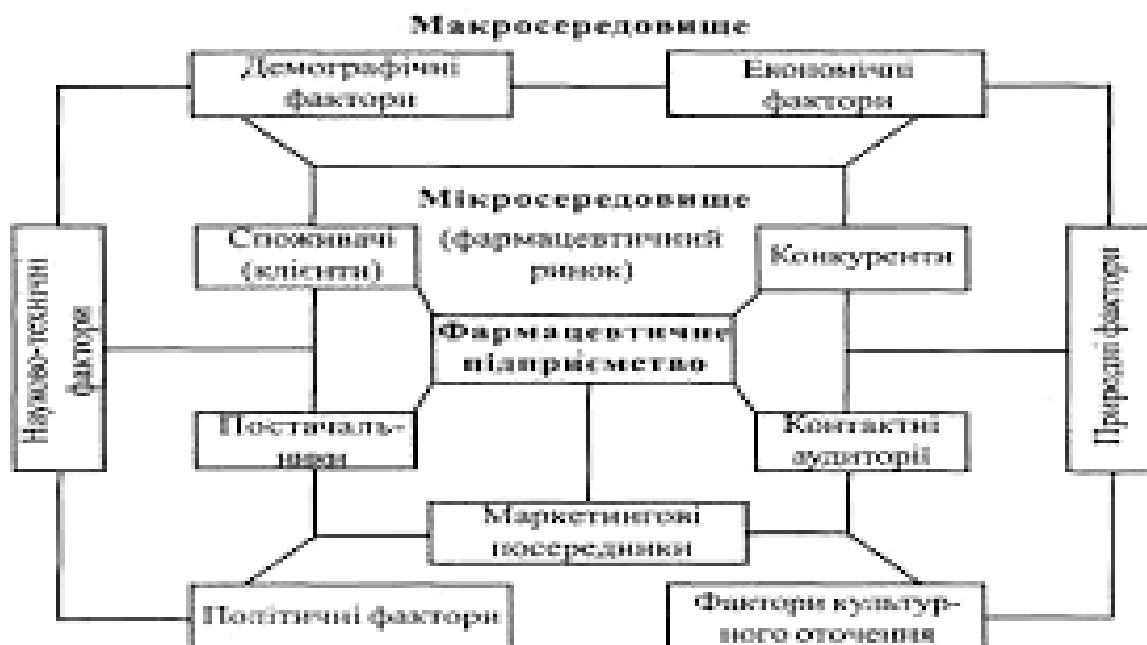 Макросередовище
Демографічні
фактори
Економічні
фактори
Мікросередовище
(фармацевтичний
ринок)
Споживачі
(клієнти)
Конкуренти
Науково-технічні
фактори
Фармацевтичне
підприємство
Природні фактори
Постачаль-
ники
Контактні
аудиторії
Маркетингові
посередники
Політичні фактори
Фактори культур-
ного оточення